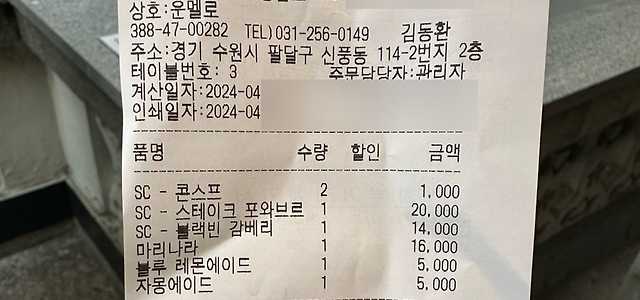 상호:운멜로
388-47-00282 TEL)031-256-0149 김동환
주소:경기 수원시 팔달구 신풍동 114-2번지 2층
테이블번호: 3 주문담당자:관리자
계산일자:2024-04
인쇄일자:2024-04
품명 수량 할인 금액
SC - 콘스프 2 1,000
SC - 스테이크 포와브르 1 20,000
SC - 블랙빈 감베리 1 14,000
마리나라 1 16,000
블루 레몬에이드 1 5,000
자몽에이드 1 5,000